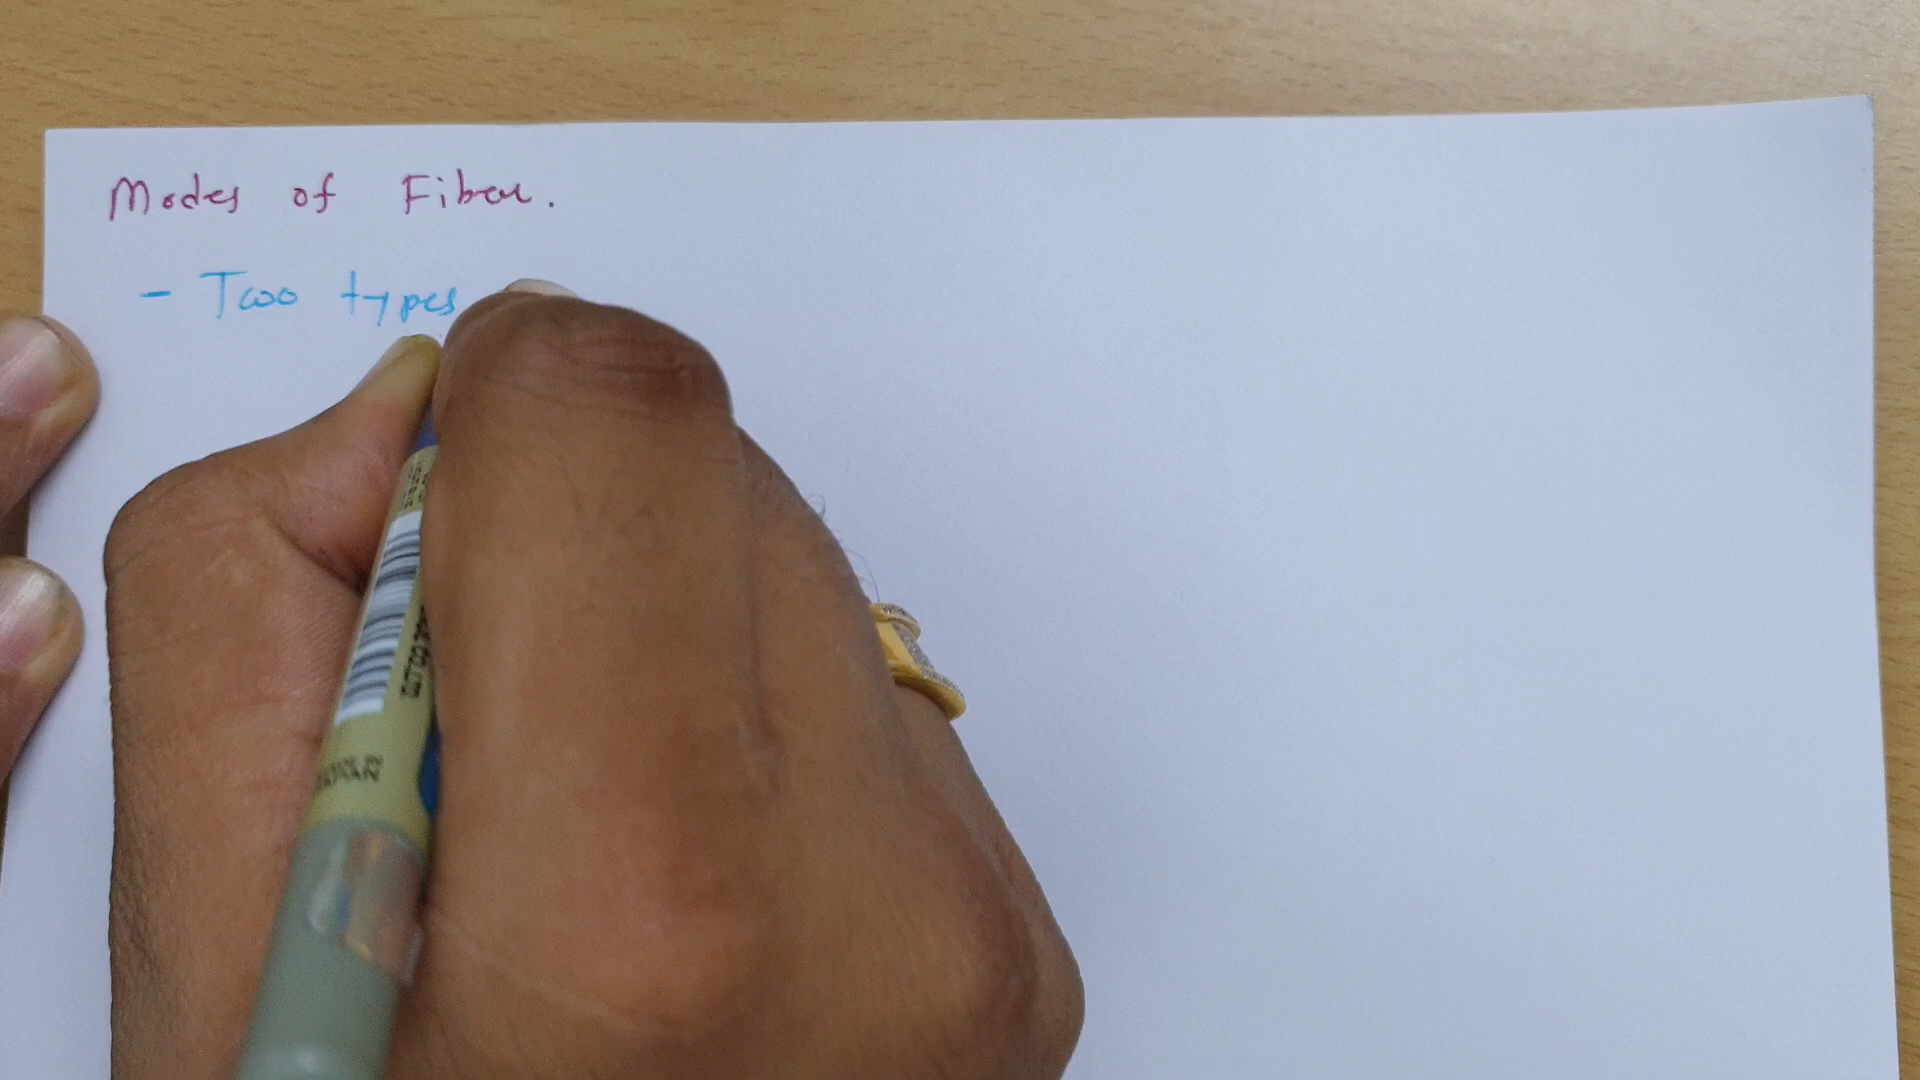 Modes of Fiber.
- Two types